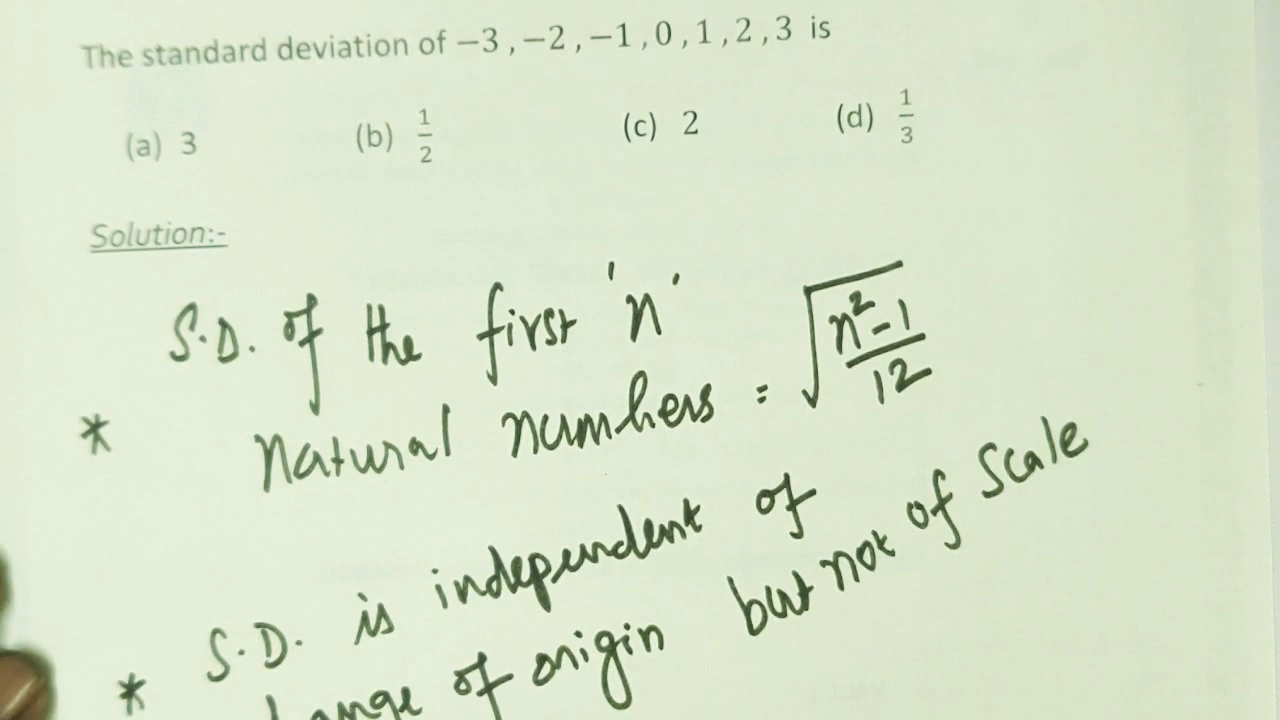 The standard deviation of −3 , −2 , −1 , 0 , 1 , 2 , 3 is
(a) 3 (b) 1/2 (c) 2 (d) 1/3
Solution:-
S.D. of the first 'n'
* Natural numbers = √((n²-1)/12)
* S.D. is independent of
of origin but not of Scale